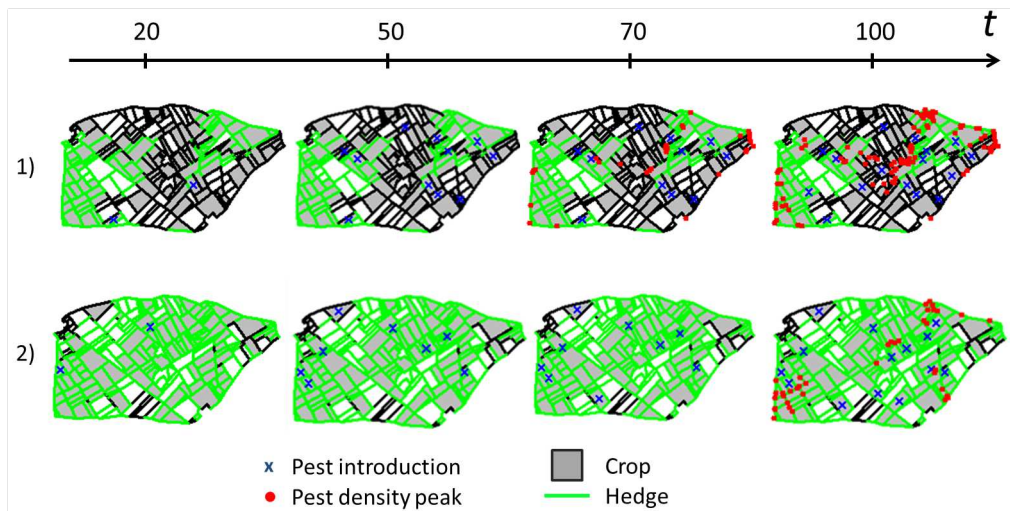 20 50 70 100 t
1)
2)
x Pest introduction Crop
Pest density peak Hedge